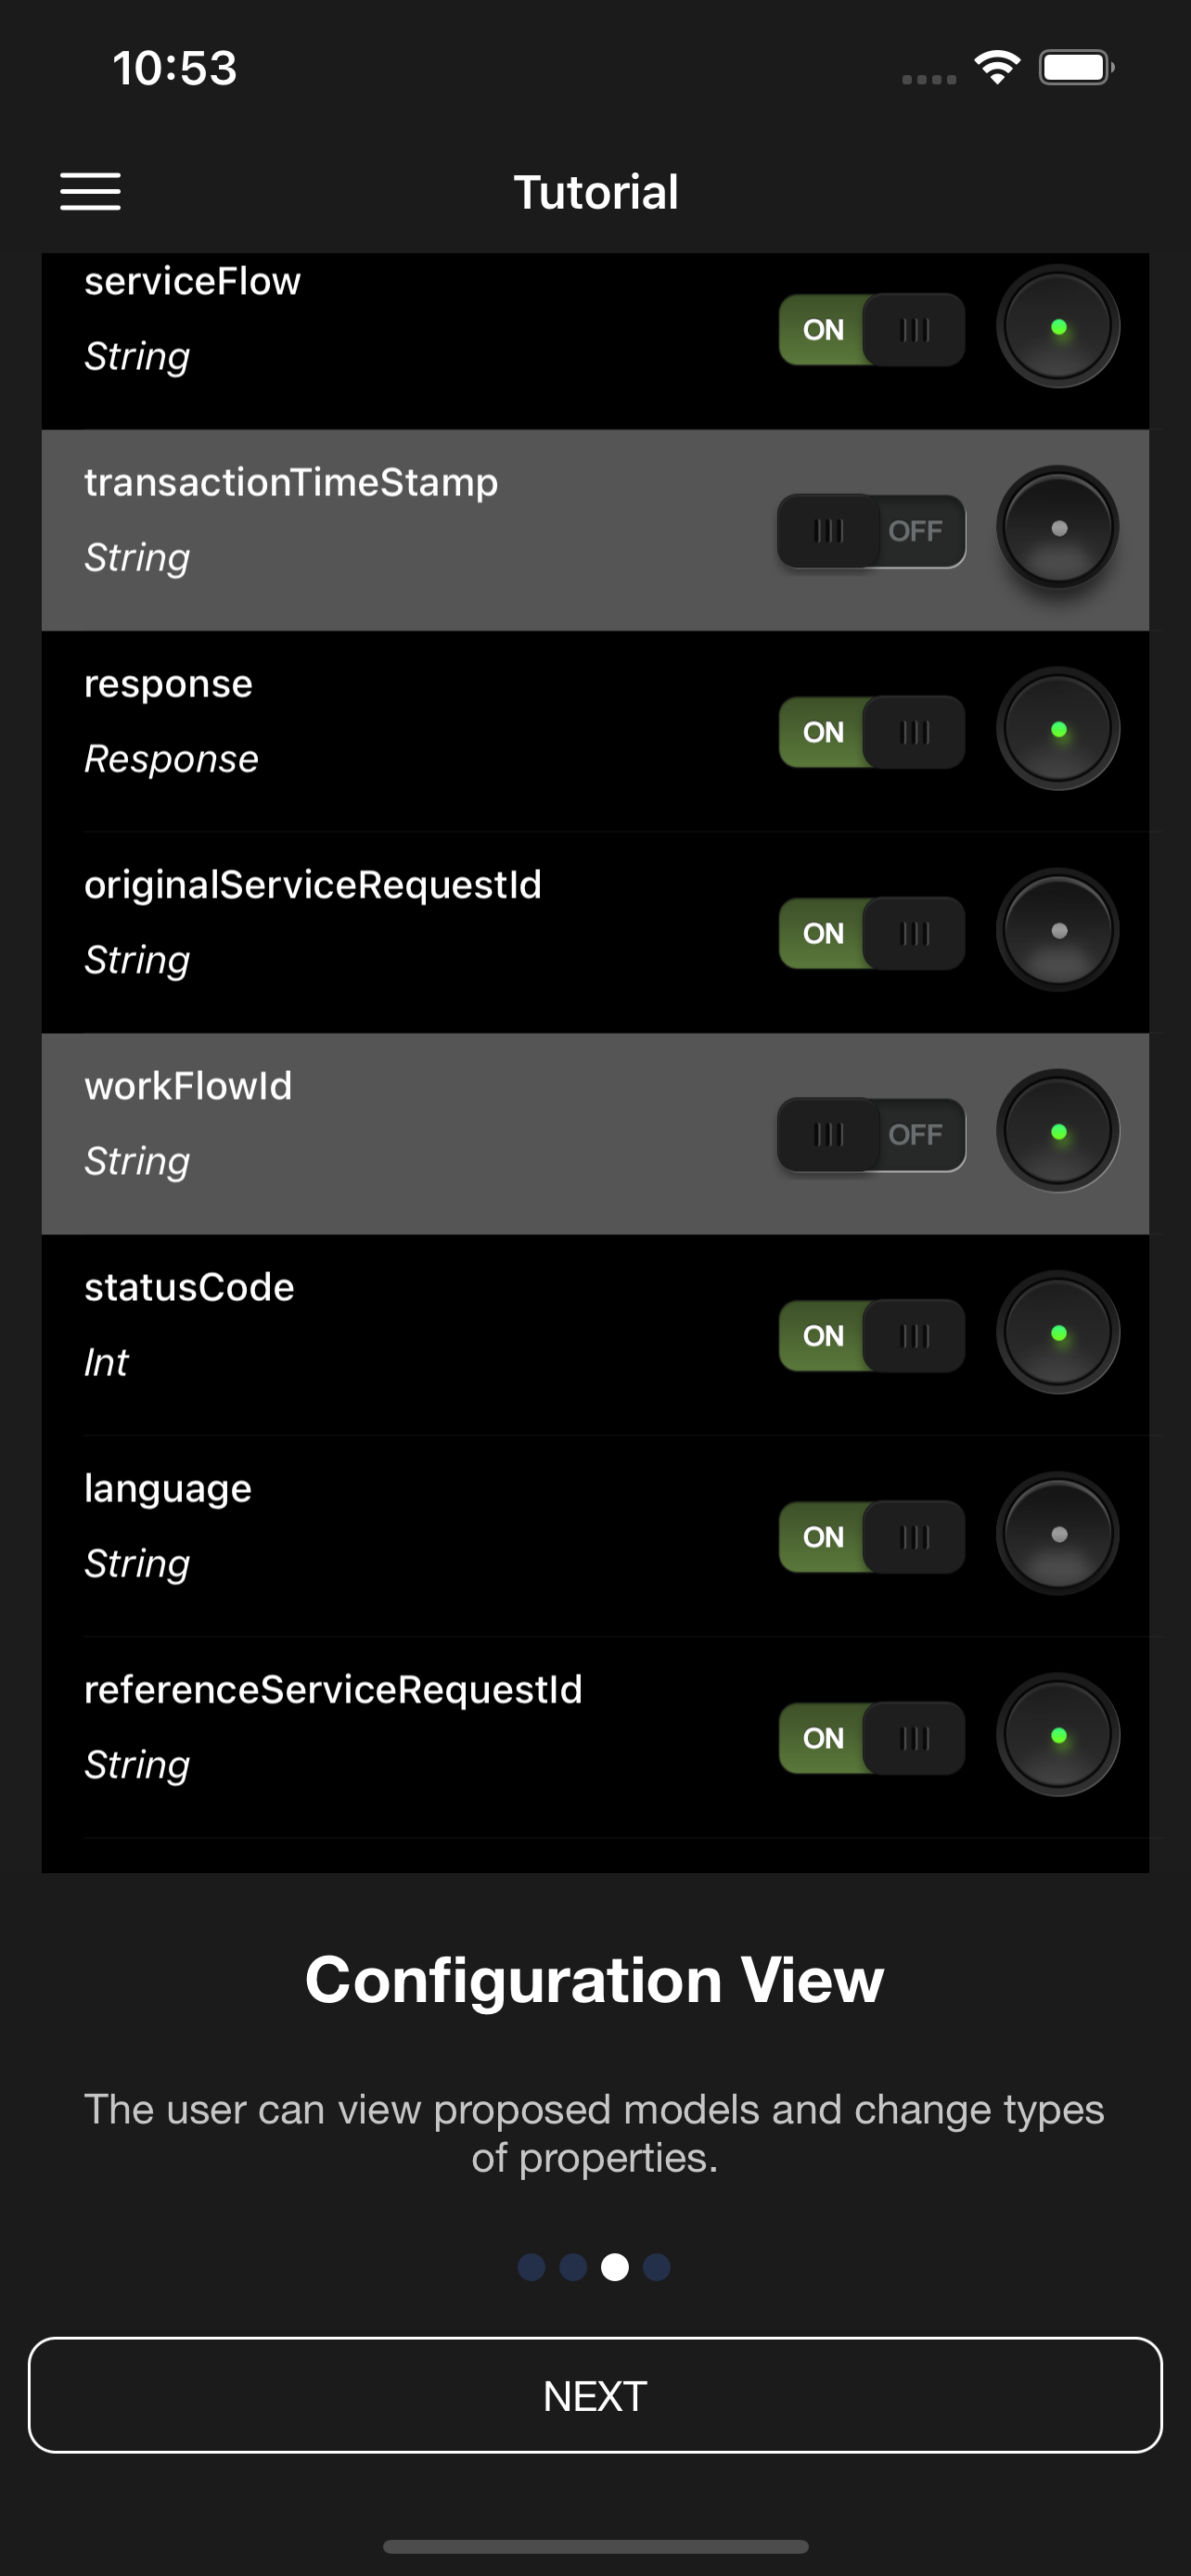 10:53
Tutorial
serviceFlow
String
ON
transactionTimeStamp
String
OFF
response
Response
ON
originalServiceRequestId
String
ON
workFlowId
String
OFF
statusCode
Int
ON
language
String
ON
referenceServiceRequestId
String
ON
Configuration View
The user can view proposed models and change types
of properties.
NEXT